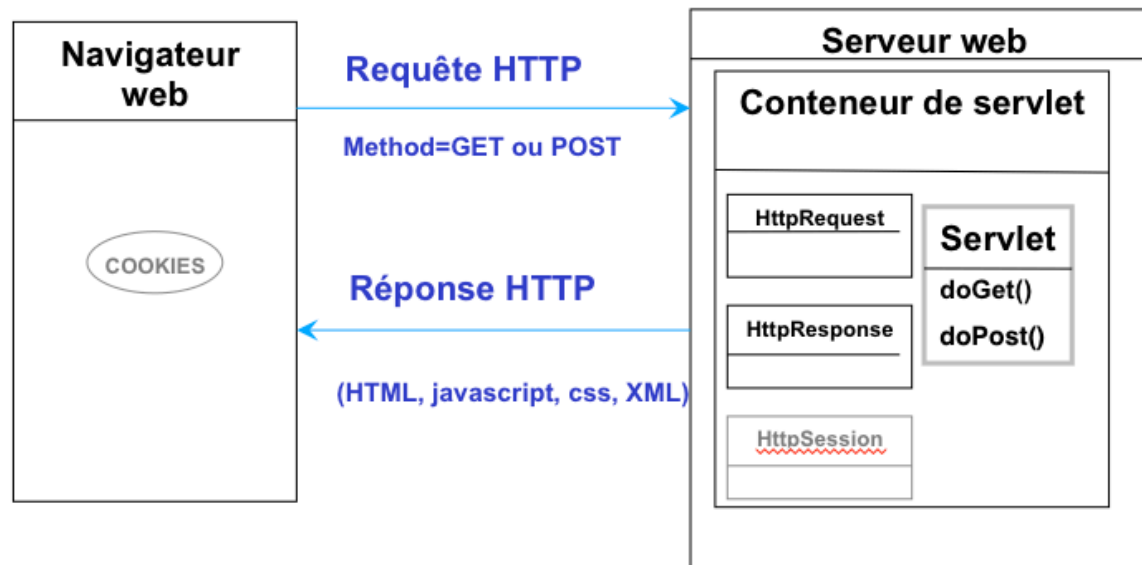 Navigateur
web
COOKIES
Requête HTTP
Method=GET ou POST
Réponse HTTP
(HTML, javascript, css, XML)
Serveur web
Conteneur de servlet
HttpRequest
HttpResponse
HttpSession
Servlet
doGet()
doPost()